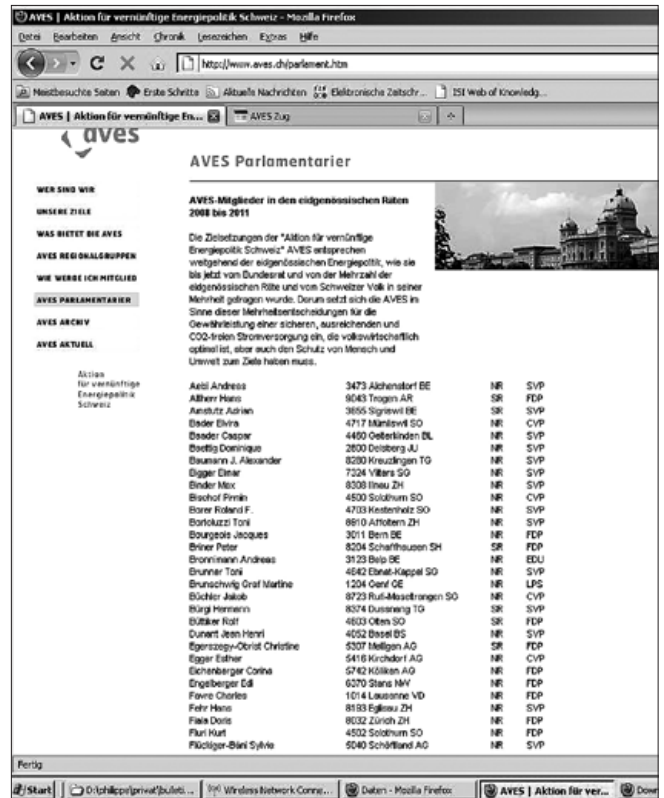 AVES | Aktion für vernünftige Energiepolitik Schweiz - Mozilla Firefox
Datei Bearbeiten Ansicht Chronik Lesezeichen Extras Hilfe
http://www.aves.ch/parlament.htm
Meistbesuchte Seiten Erste Schritte Aktuelle Nachrichten Elektronische Zeitschr... ISI Web of Knowledg...
AVES | Aktion für vernünftige En... AVES Zug
aves
AVES Parlamentarier
WER SIND WIR
UNSERE ZIELE
WAS BIETET DIE AVES
AVES REGIONALGRUPPEN
WIE WERDE ICH MITGLIED
AVES PARLAMENTARIER
AVES ARCHIV
AVES AKTUELL
Aktion
für vernünftige
Energiepolitik
Schweiz
AVES-Mitglieder in den eidgenössischen Räten
2008 bis 2011
Die Zielsetzungen der "Aktion für vernünftige
Energiepolitik Schweiz" AVES entsprechen
weitgehend der eidgenössischen Energiepolitik, wie sie
bis jetzt vom Bundesrat und von der Mehrzahl der
eidgenössischen Räte und vom Schweizer Volk in seiner
Mehrheit getragen wurde. Darum setzt sich die AVES im
Sinne dieser Mehrheitsentscheidungen für die
Gewährleistung einer sicheren, ausreichenden und
CO2-freien Stromversorgung ein, die volkswirtschaftlich
optimal ist, aber auch den Schutz von Mensch und
Umwelt zum Ziele haben muss.
Aebi Andreas 3473 Alchenstorf BE NR SVP
Altherr Hans 9043 Trogen AR SR FDP
Amstutz Adrian 3655 Sigriswil BE NR SVP
Bader Elvira 4717 Mümliswil SO NR CVP
Baader Caspar 4460 Gelterkinden BL NR SVP
Baettig Dominique 2800 Delsberg JU NR SVP
Baumann J. Alexander 8280 Kreuzlingen TG NR SVP
Bigger Elmar 7324 Vilters SG NR SVP
Binder Max 8308 Illnau ZH NR SVP
Bischof Pirmin 4500 Solothurn SO NR CVP
Borer Roland F. 4703 Kestenholz SO NR SVP
Bortoluzzi Toni 8910 Affoltern ZH NR SVP
Bourgeois Jacques 3011 Bern BE NR FDP
Briner Peter 8204 Schaffhausen SH SR FDP
Brönnimann Andreas 3123 Belp BE NR EDU
Brunner Toni 4642 Ebnat-Kappel SG NR SVP
Brunschwig Graf Martine 1204 Genf GE NR LPS
Büchler Jakob 8723 Rufi-Maseltrangen SG NR CVP
Bürgi Hermann 8374 Dussnang TG SR SVP
Büttiker Rolf 4603 Olten SO SR FDP
Dunant Jean Henri 4052 Basel BS NR SVP
Egerszegy-Obrist Christine 5307 Melligen AG SR FDP
Egger Esther 5416 Kirchdorf AG NR CVP
Eichenberger Corina 5742 Kölliken AG NR FDP
Engelberger Edi 6370 Stans NW NR FDP
Favre Charles 1014 Lausanne VD NR FDP
Fehr Hans 8193 Eglisau ZH NR SVP
Fiala Doris 8032 Zürich ZH NR FDP
Fluri Kurt 4502 Solothurn SO NR FDP
Flückiger-Bäni Sylvia 5040 Schöftland AG NR SVP
Fertig
Start D:\philippe\privat\buleti... Wireless Network Conne... Daten - Mozilla Firefox AVES | Aktion für ver... Down